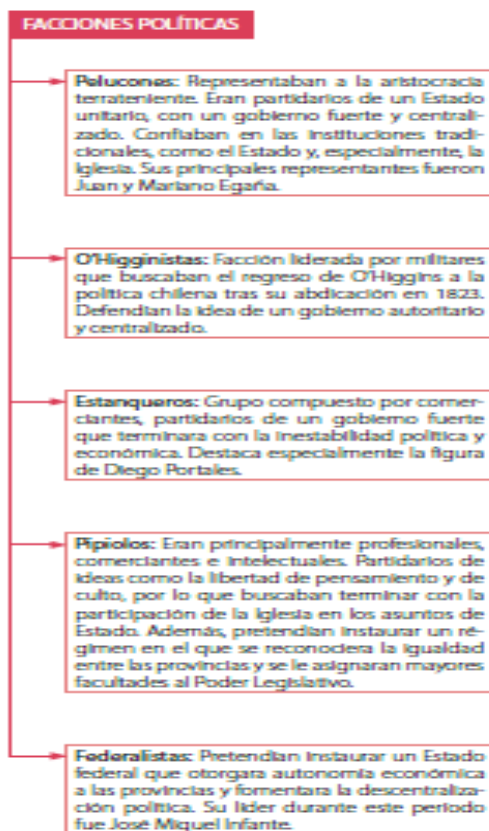 FACCIONES POLÍTICAS
Pelucones: Representaban a la aristocracia
terrateniente. Eran partidarios de un Estado
unitario, con un gobierno fuerte y centrali-
zado. Confiaban en las instituciones tradi-
cionales, como el Estado y, especialmente, la
Iglesia. Sus principales representantes fueron
Juan y Mariano Egaña.
O'Higginistas: Facción liderada por militares
que buscaban el regreso de O'Higgins a la
política chilena tras su abdicación en 1823.
Defendían la idea de un gobierno autoritario
y centralizado.
Estanqueros: Grupo compuesto por comer-
ciantes, partidarios de un gobierno fuerte
que terminara con la inestabilidad política y
económica. Destaca especialmente la figura
de Diego Portales.
Pipiolos: Eran principalmente profesionales,
comerciantes e intelectuales. Partidarios de
ideas como la libertad de pensamiento y de
culto, por lo que buscaban terminar con la
participación de la Iglesia en los asuntos de
Estado. Además, pretendían instaurar un ré-
gimen en el que se reconociera la igualdad
entre las provincias y se le asignaran mayores
facultades al Poder Legislativo.
Federalistas: Pretendían instaurar un Estado
federal que otorgara autonomía económica
a las provincias y fomentara la descentraliza-
ción política. Su líder durante este período
fue José Miguel Infante.